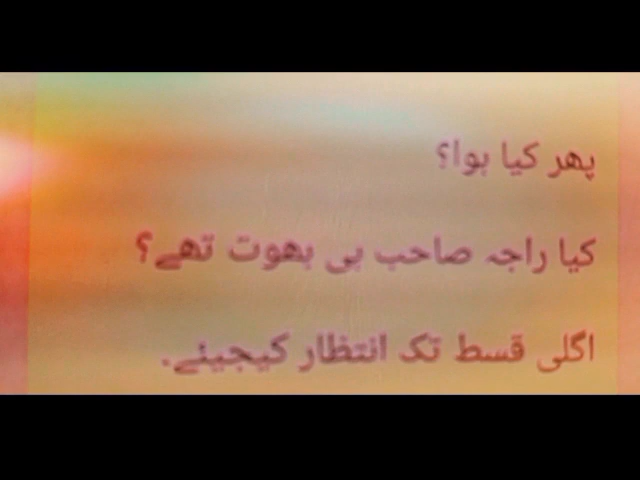 پھر کیا ہوا؟
کیا راجہ صاحب ہی بھوت تھے؟
اگلی قسط تک انتظار کیجیئے.